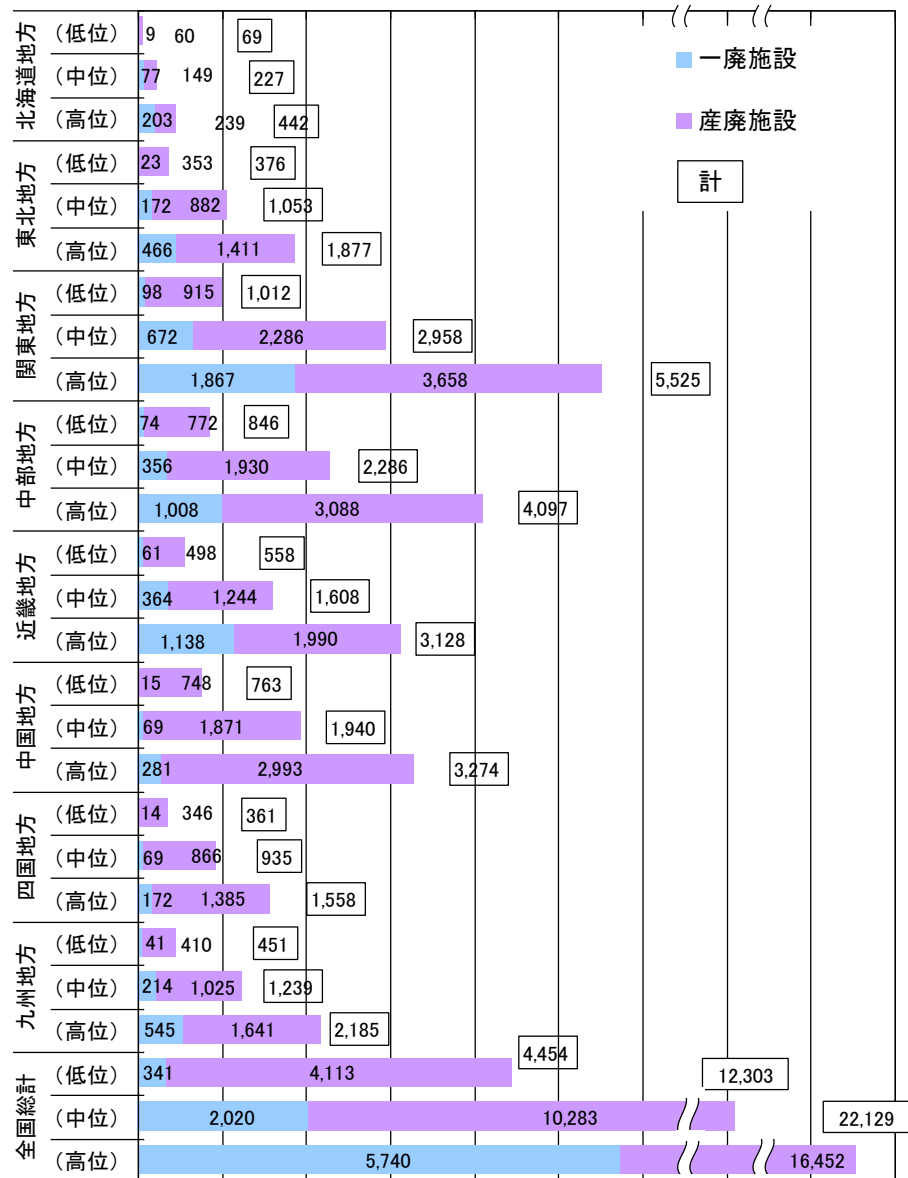 一廃施設
産廃施設
計
北海道地方
（低位） 9 60 69
（中位） 77 149 227
（高位） 203 239 442
東北地方
（低位） 23 353 376
（中位） 172 882 1,053
（高位） 466 1,411 1,877
関東地方
（低位） 98 915 1,012
（中位） 672 2,286 2,958
（高位） 1,867 3,658 5,525
中部地方
（低位） 74 772 846
（中位） 356 1,930 2,286
（高位） 1,008 3,088 4,097
近畿地方
（低位） 61 498 558
（中位） 364 1,244 1,608
（高位） 1,138 1,990 3,128
中国地方
（低位） 15 748 763
（中位） 69 1,871 1,940
（高位） 281 2,993 3,274
四国地方
（低位） 14 346 361
（中位） 69 866 935
（高位） 172 1,385 1,558
九州地方
（低位） 41 410 451
（中位） 214 1,025 1,239
（高位） 545 1,641 2,185
全国総計
（低位） 341 4,113 4,454
（中位） 2,020 10,283 12,303
（高位） 5,740 16,452 22,129